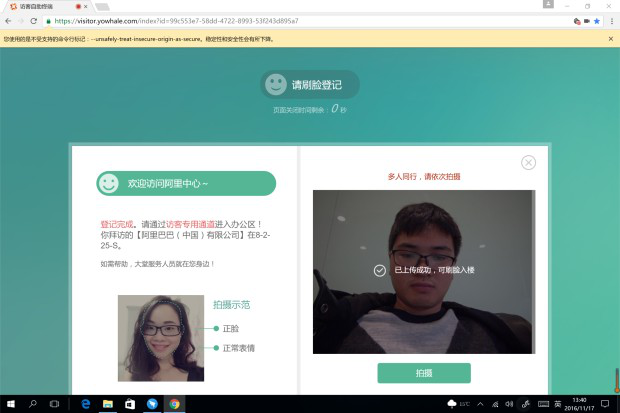 访客自助终端
https://visitor.yowhale.com/index?id=99c553e7-58dd-4722-8993-53f243d895a7
您使用的是不受支持的命令行标记：--unsafely-treat-insecure-origin-as-secure。稳定性和安全性会有所下降。
请刷脸登记
页面关闭时间剩余：0 秒
欢迎访问阿里中心～
登记完成。请通过访客专用通道进入办公区！
你拜访的【阿里巴巴（中国）有限公司】在8-2-
25-S。
如需帮助，大堂服务人员就在您身边！
拍摄示范
正脸
正常表情
多人同行，请依次拍摄
已上传成功，可刷脸入楼
拍摄
15°C
英
13:40
2016/11/17